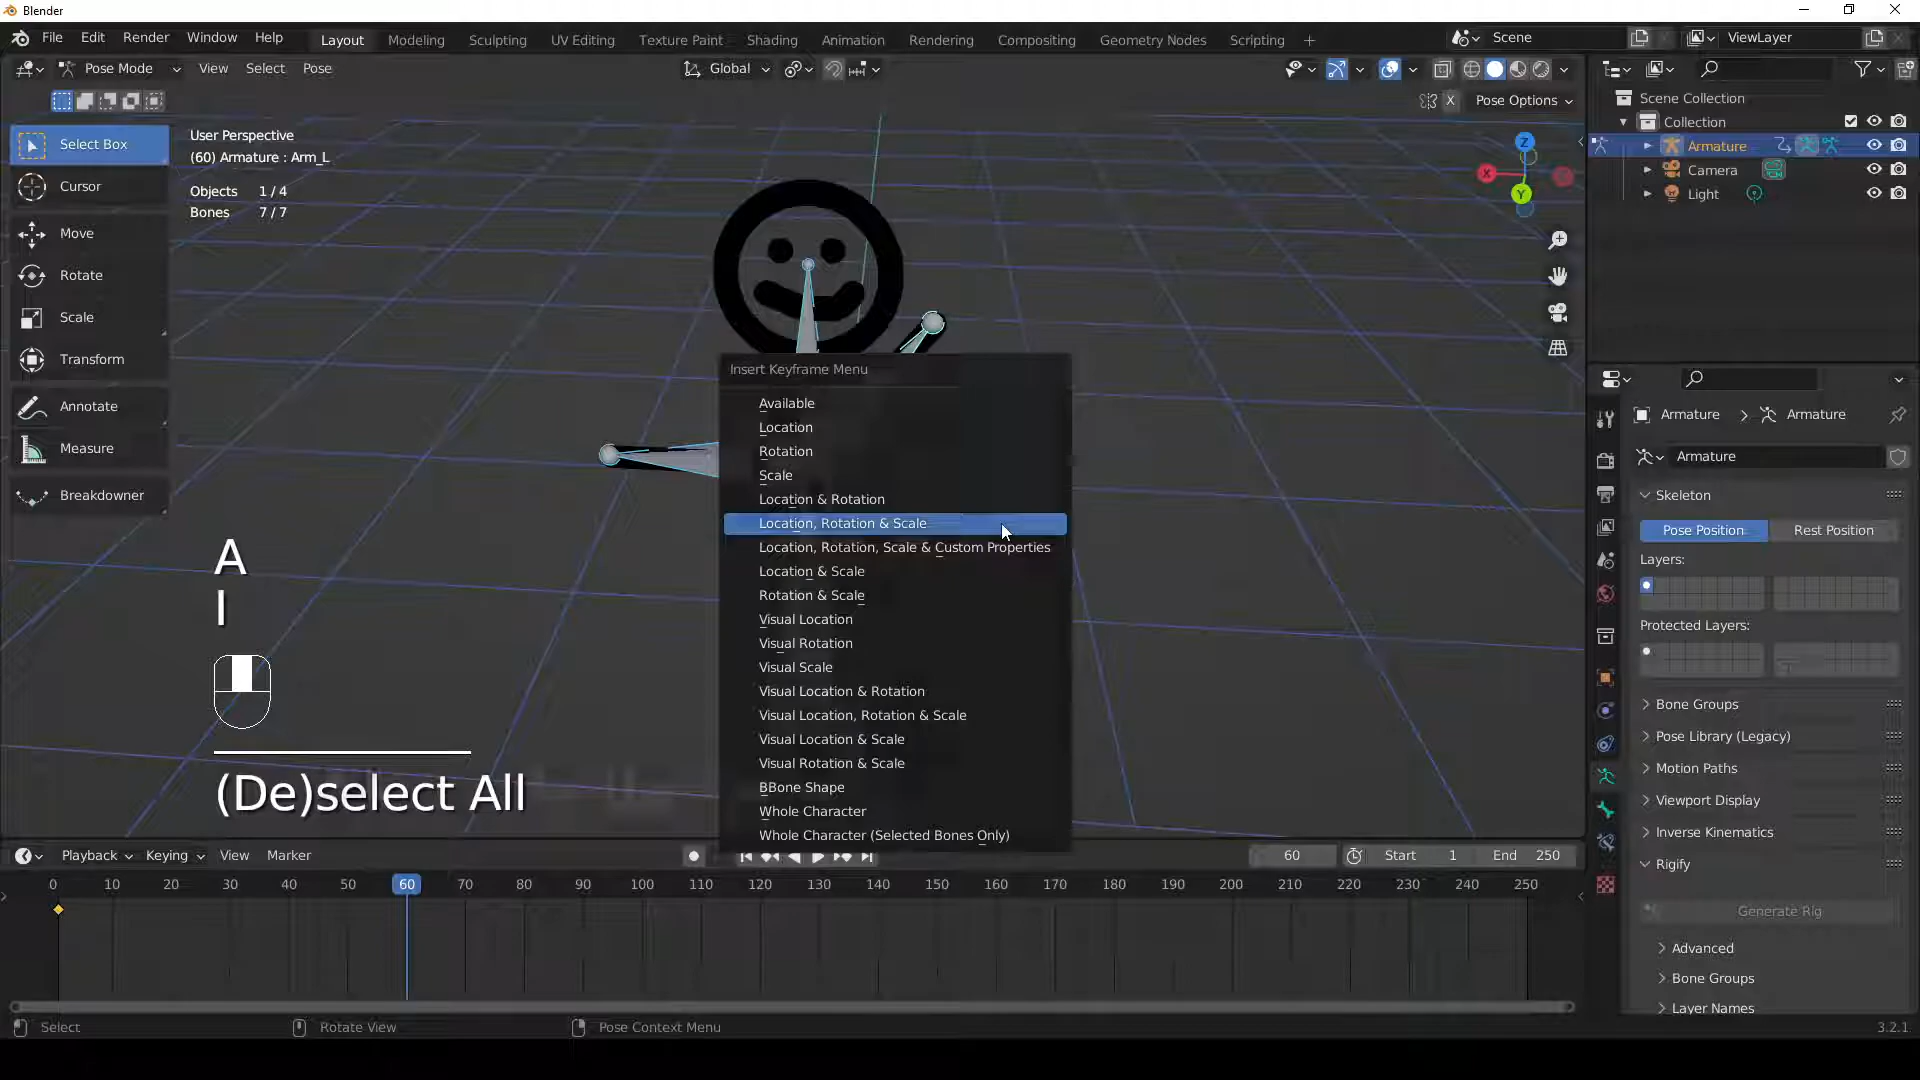 Blender
File Edit Render Window Help
Layout Modeling Sculpting UV Editing Texture Paint Shading Animation Rendering Compositing Geometry Nodes Scripting +
Scene
ViewLayer
Pose Mode View Select Pose
Global
X Pose Options
Select Box
Cursor
Move
Rotate
Scale
Transform
Annotate
Measure
Breakdowner
User Perspective
(60) Armature : Arm_L
Objects 1 / 4
Bones 7 / 7
Z
X
Y
Scene Collection
Collection
Armature
Camera
Light
Insert Keyframe Menu
Available
Location
Rotation
Scale
Location & Rotation
Location, Rotation & Scale
Location, Rotation, Scale & Custom Properties
Location & Scale
Rotation & Scale
Visual Location
Visual Rotation
Visual Scale
Visual Location & Rotation
Visual Location, Rotation & Scale
Visual Location & Scale
Visual Rotation & Scale
BBone Shape
Whole Character
Whole Character (Selected Bones Only)
A
I
(De)select All
Armature > Armature
Armature
Skeleton
Pose Position Rest Position
Layers:
Protected Layers:
Bone Groups
Pose Library (Legacy)
Motion Paths
Viewport Display
Inverse Kinematics
Rigify
Generate Rig
Advanced
Bone Groups
Layer Names
Playback Keying View Marker
60 Start 1 End 250
0 10 20 30 40 50 60 70 80 90 100 110 120 130 140 150 160 170 180 190 200 210 220 230 240 250
Select Rotate View Pose Context Menu
3.2.1